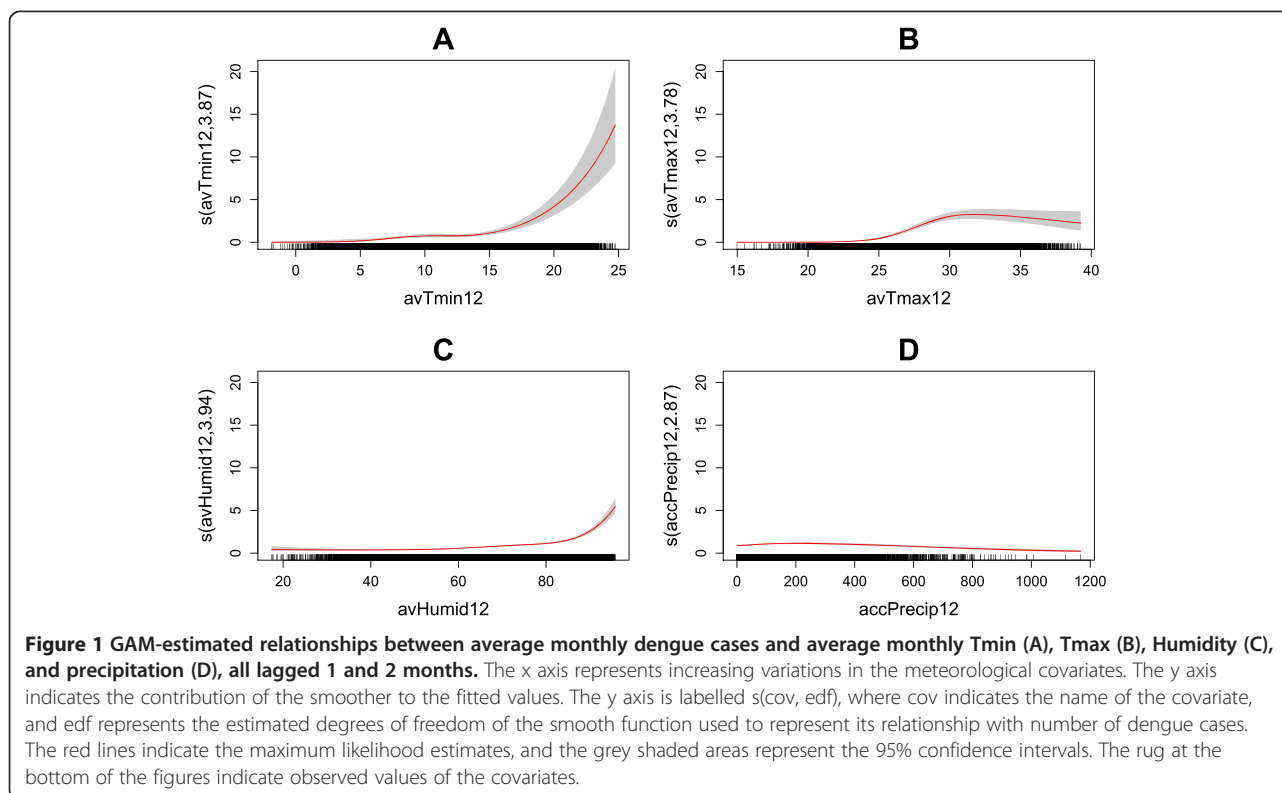 A
s(avTmin12,3.87)
20
15
10
5
0
0 5 10 15 20 25
avTmin12
B
s(avTmax12,3.78)
20
15
10
5
0
15 20 25 30 35 40
avTmax12
C
s(avHumid12,3.94)
20
15
10
5
0
20 40 60 80
avHumid12
D
s(accPrecip12,2.87)
20
15
10
5
0
0 200 400 600 800 1000 1200
accPrecip12
Figure 1 GAM-estimated relationships between average monthly dengue cases and average monthly Tmin (A), Tmax (B), Humidity (C),
and precipitation (D), all lagged 1 and 2 months. The x axis represents increasing variations in the meteorological covariates. The y axis
indicates the contribution of the smoother to the fitted values. The y axis is labelled s(cov, edf), where cov indicates the name of the covariate,
and edf represents the estimated degrees of freedom of the smooth function used to represent its relationship with number of dengue cases.
The red lines indicate the maximum likelihood estimates, and the grey shaded areas represent the 95% confidence intervals. The rug at the
bottom of the figures indicate observed values of the covariates.